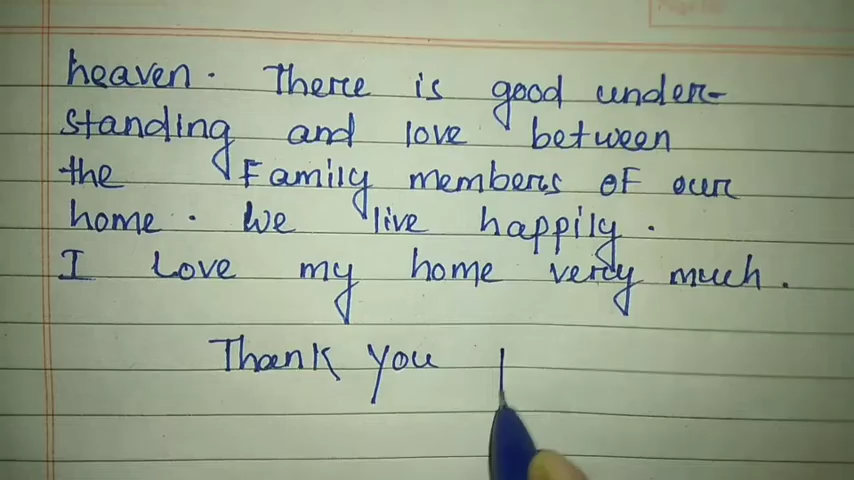 heaven. There is good under-
standing and love between
the Family members of our
home. We live happily.
I Love my home very much.
Thank you